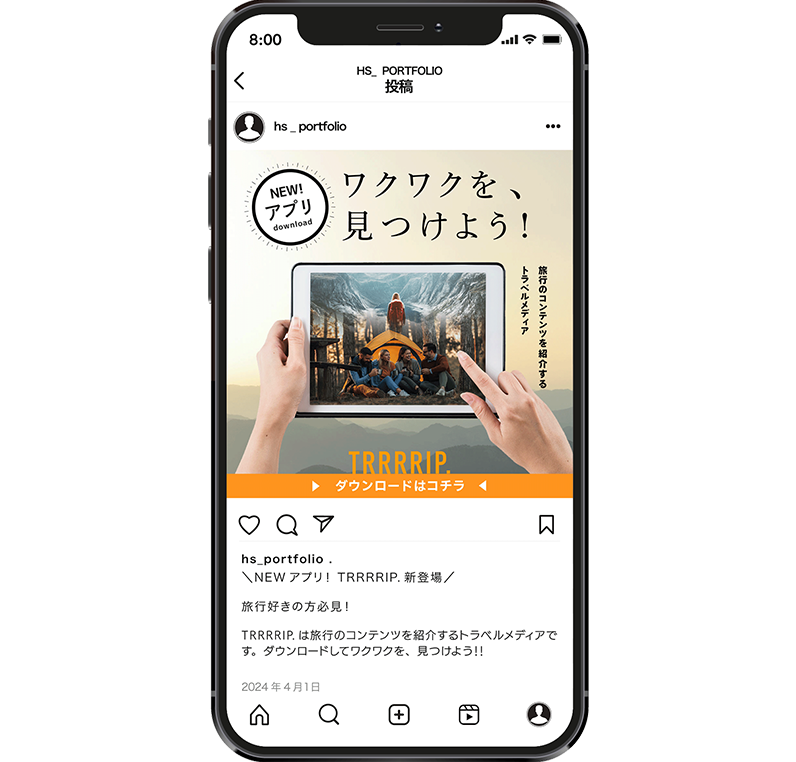 8:00
HS_ PORTFOLIO
投稿
hs _ portfolio
NEW!
アプリ
download
ワクワクを、
見つけよう!
旅行のコンテンツを紹介する
トラベルメディア
TRRRRIP.
ダウンロードはコチラ
hs_portfolio .
＼NEW アプリ! TRRRRIP. 新登場／
旅行好きの方必見!
TRRRRIP. は旅行のコンテンツを紹介するトラベルメディアで
す。ダウンロードしてワクワクを、見つけよう!!
2024 年 4 月1日